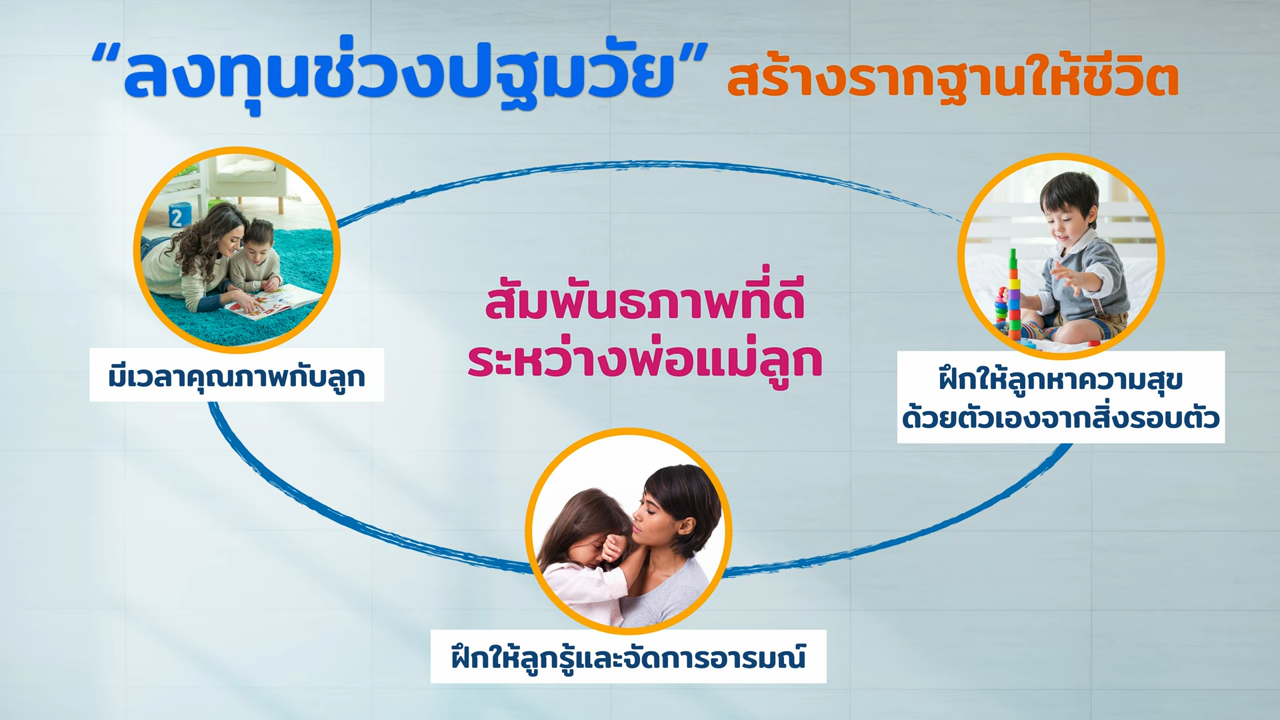 “ลงทุนช่วงปฐมวัย” สร้างรากฐานให้ชีวิต
2
สัมพันธภาพที่ดี
ระหว่างพ่อแม่ลูก
มีเวลาคุณภาพกับลูก
ฝึกให้ลูกหาความสุข
ด้วยตัวเองจากสิ่งรอบตัว
ฝึกให้ลูกรู้และจัดการอารมณ์